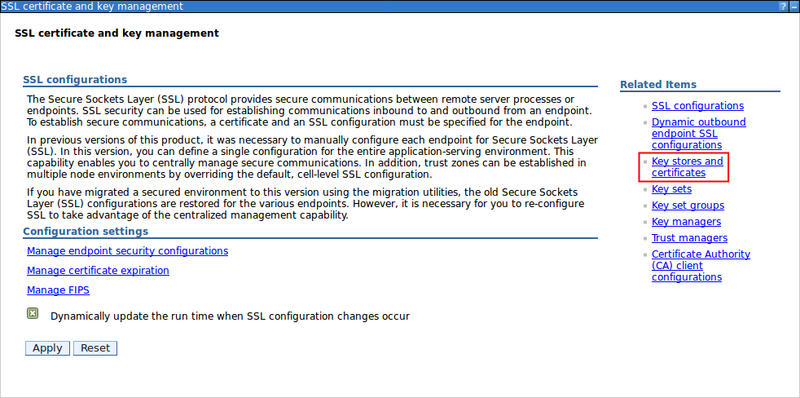 SSL certificate and key management
? –
SSL certificate and key management
SSL configurations
The Secure Sockets Layer (SSL) protocol provides secure communications between remote server processes or
endpoints. SSL security can be used for establishing communications inbound to and outbound from an endpoint.
To establish secure communications, a certificate and an SSL configuration must be specified for the endpoint.
In previous versions of this product, it was necessary to manually configure each endpoint for Secure Sockets Layer
(SSL). In this version, you can define a single configuration for the entire application-serving environment. This
capability enables you to centrally manage secure communications. In addition, trust zones can be established in
multiple node environments by overriding the default, cell-level SSL configuration.
If you have migrated a secured environment to this version using the migration utilities, the old Secure Sockets
Layer (SSL) configurations are restored for the various endpoints. However, it is necessary for you to re-configure
SSL to take advantage of the centralized management capability.
Configuration settings
Manage endpoint security configurations
Manage certificate expiration
Manage FIPS
Dynamically update the run time when SSL configuration changes occur
Apply
Reset
Related Items
SSL configurations
Dynamic outbound
endpoint SSL
configurations
Key stores and
certificates
Key sets
Key set groups
Key managers
Trust managers
Certificate Authority
(CA) client
configurations